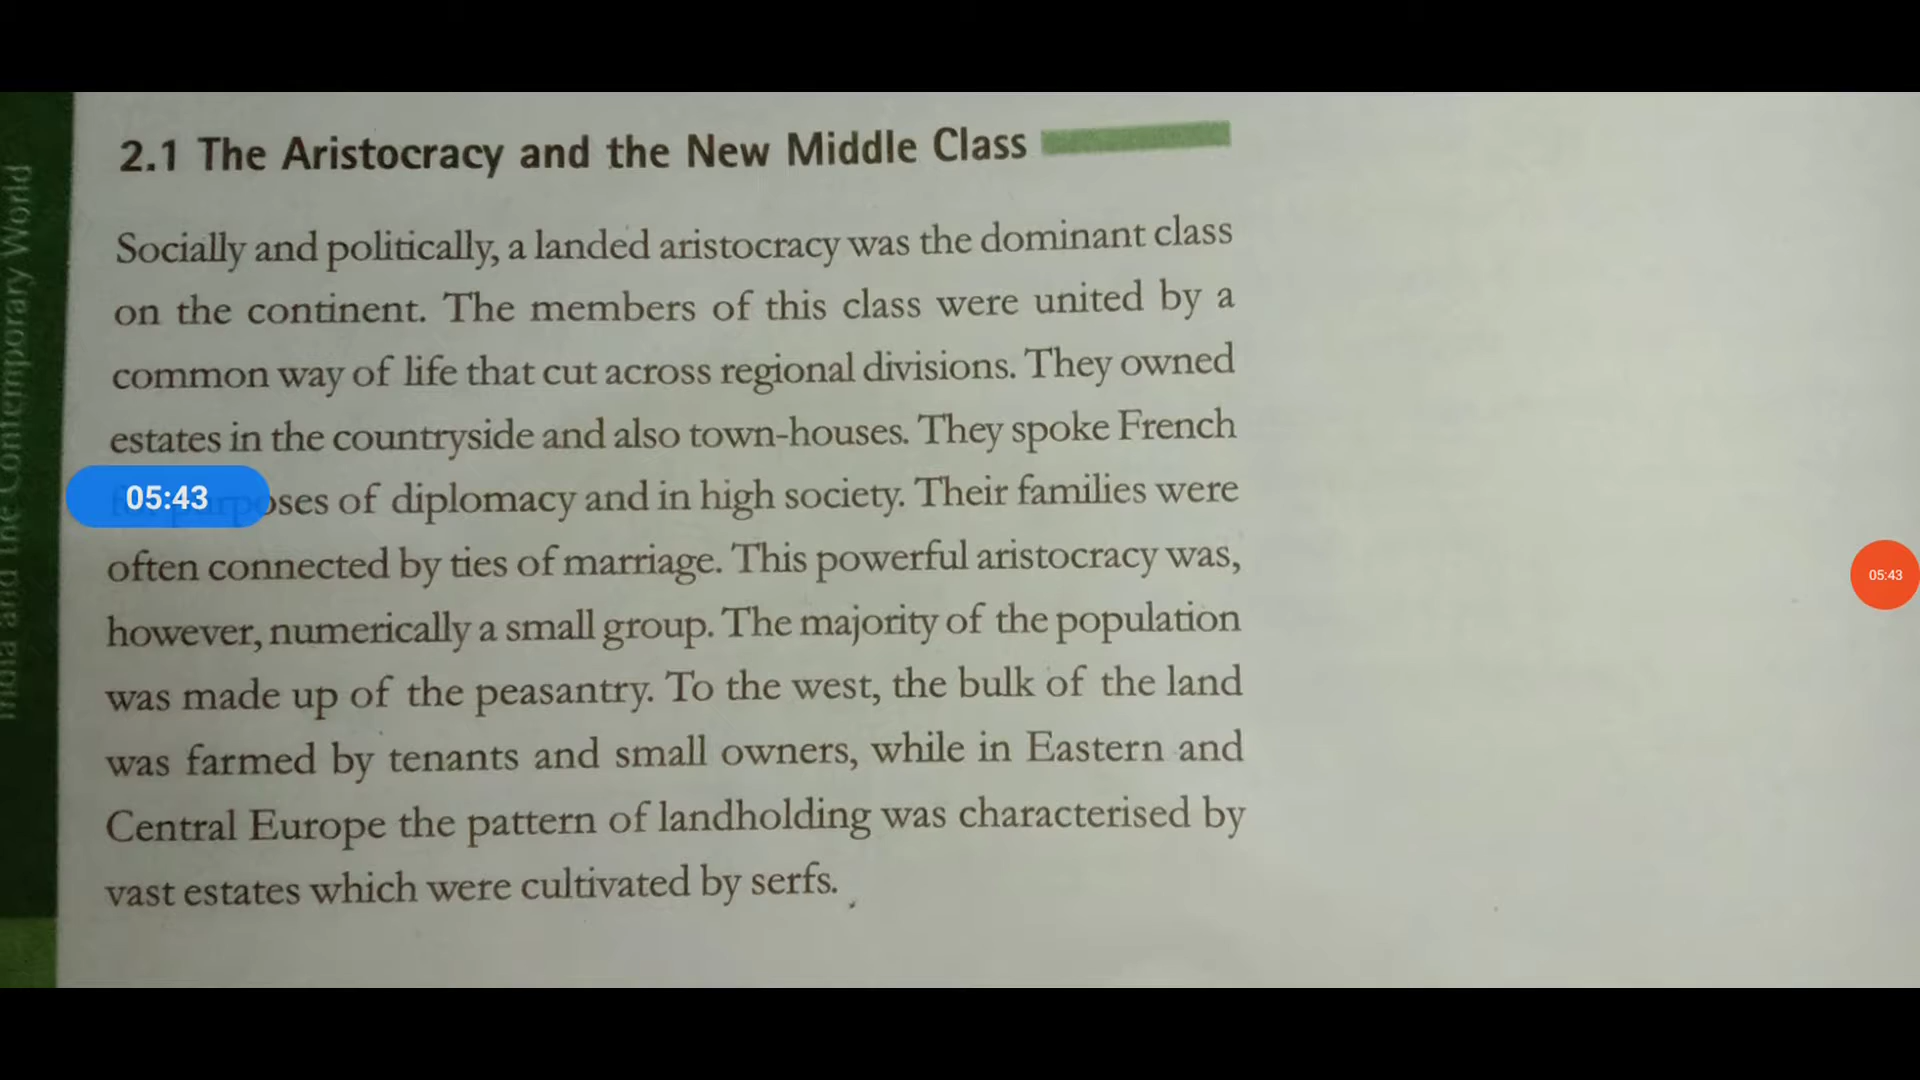 2.1 The Aristocracy and the New Middle Class
Socially and politically, a landed aristocracy was the dominant class
on the continent. The members of this class were united by a
common way of life that cut across regional divisions. They owned
estates in the countryside and also town-houses. They spoke French
05:43
purposes of diplomacy and in high society. Their families were
often connected by ties of marriage. This powerful aristocracy was,
however, numerically a small group. The majority of the population
was made up of the peasantry. To the west, the bulk of the land
was farmed by tenants and small owners, while in Eastern and
Central Europe the pattern of landholding was characterised by
vast estates which were cultivated by serfs.
India and the Contemporary World
05:43